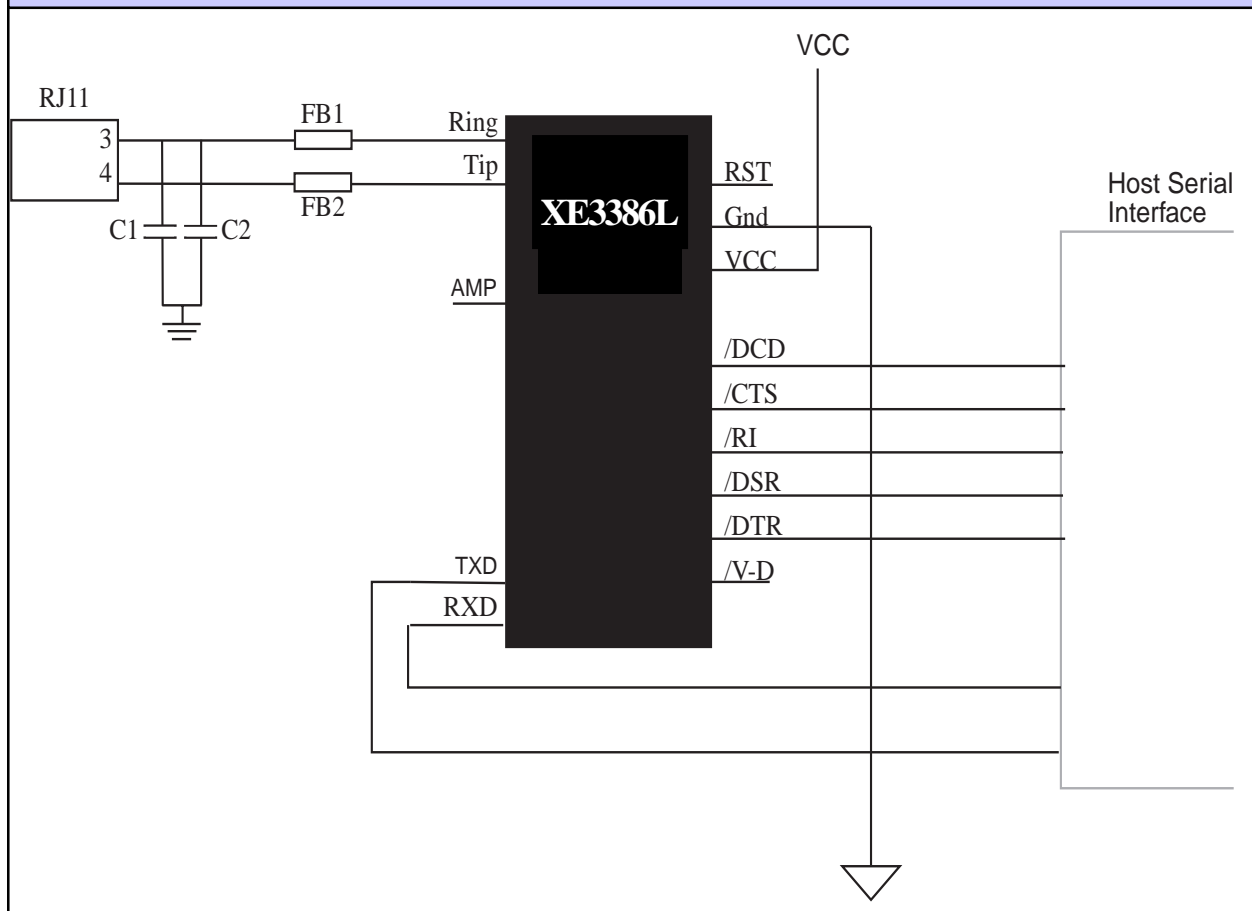 VCC
RJ11
3
4
FB1
FB2
C1
C2
Ring
Tip
AMP
TXD
RXD
XE3386L
RST
Gnd
VCC
/DCD
/CTS
/RI
/DSR
/DTR
/V-D
Host Serial
Interface